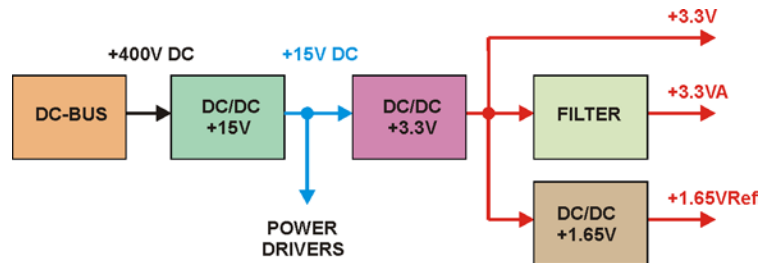 +3.3V
+400V DC
+15V DC
DC-BUS
DC/DC
+15V
DC/DC
+3.3V
FILTER
+3.3VA
POWER
DRIVERS
DC/DC
+1.65V
+1.65VRef